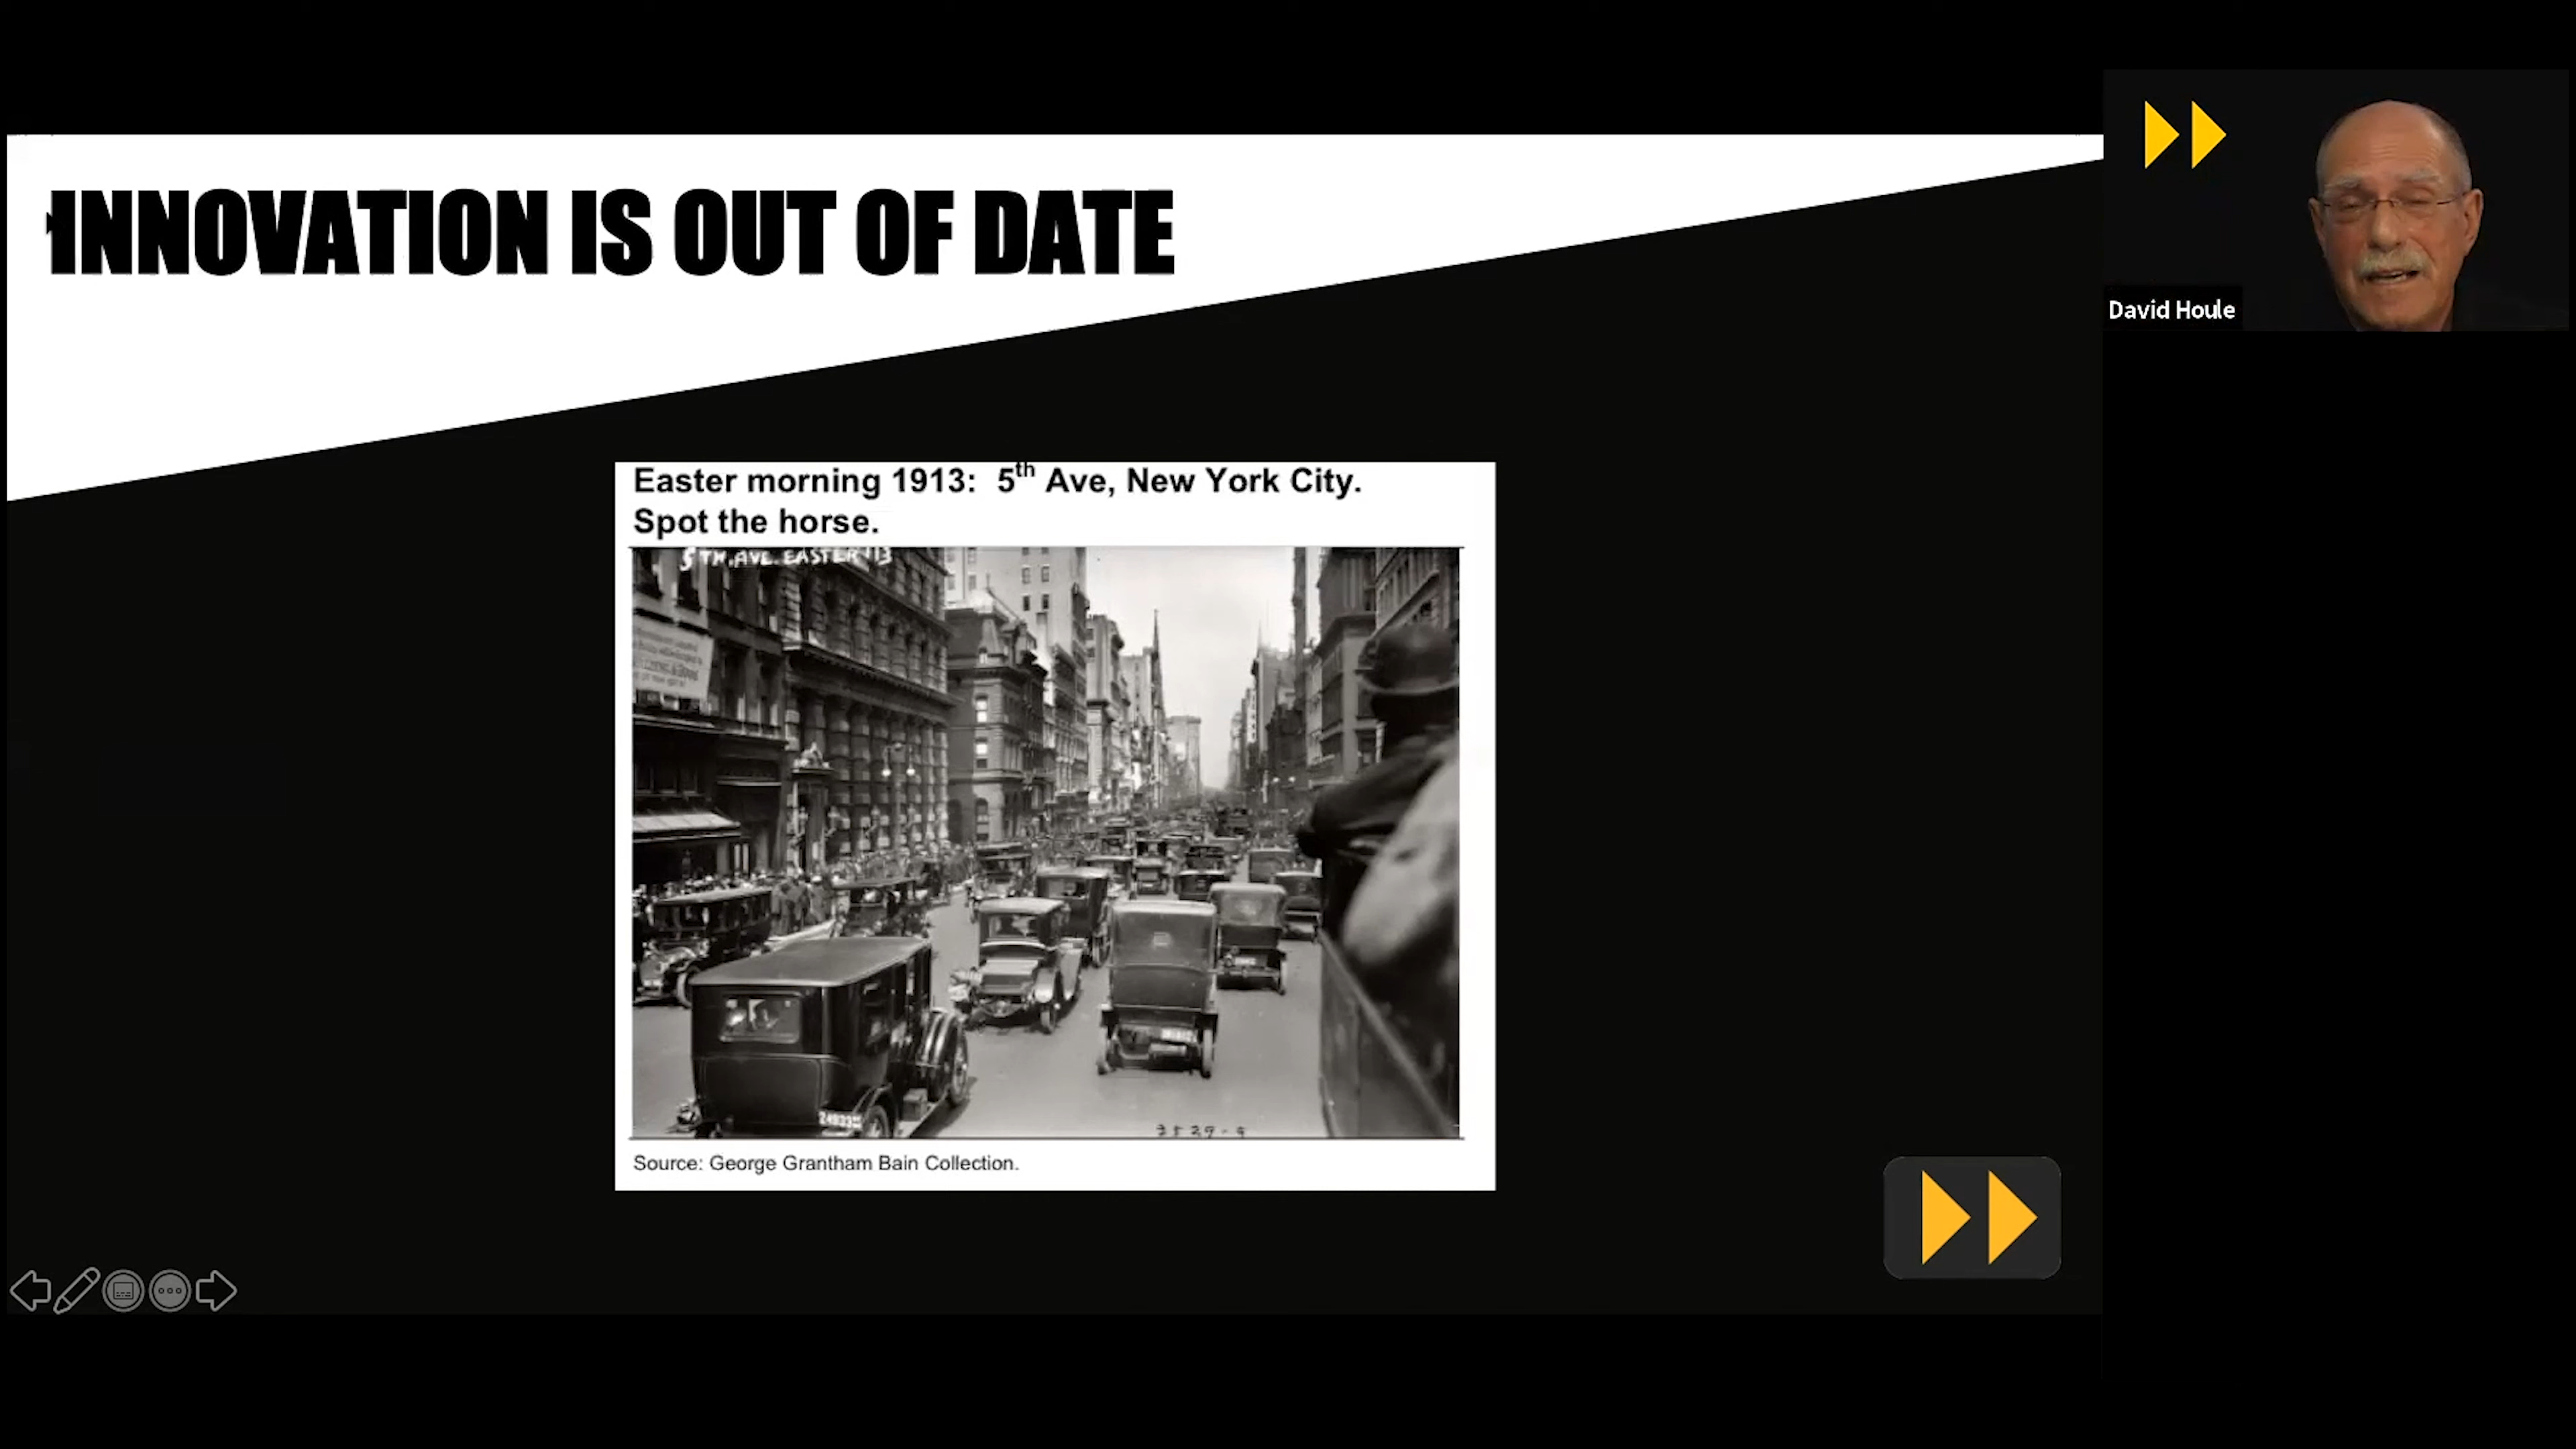 INNOVATION IS OUT OF DATE
David Houle
Easter morning 1913: 5th Ave, New York City.
Spot the horse.
5TH. AVE. EASTER '13
Source: George Grantham Bain Collection.